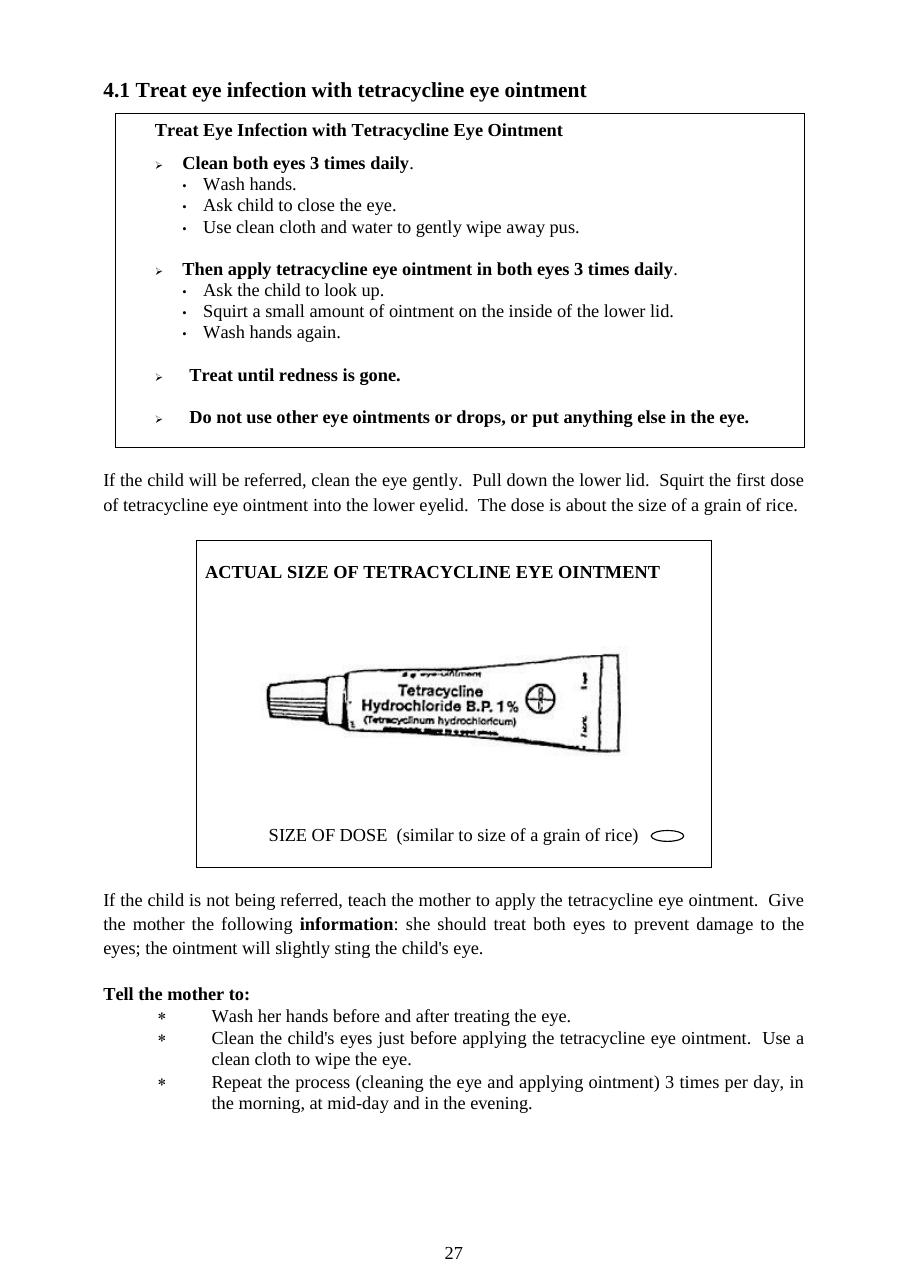 4.1 Treat eye infection with tetracycline eye ointment
Treat Eye Infection with Tetracycline Eye Ointment
➢ Clean both eyes 3 times daily.
• Wash hands.
• Ask child to close the eye.
• Use clean cloth and water to gently wipe away pus.
➢ Then apply tetracycline eye ointment in both eyes 3 times daily.
• Ask the child to look up.
• Squirt a small amount of ointment on the inside of the lower lid.
• Wash hands again.
➢ Treat until redness is gone.
➢ Do not use other eye ointments or drops, or put anything else in the eye.
If the child will be referred, clean the eye gently. Pull down the lower lid. Squirt the first dose
of tetracycline eye ointment into the lower eyelid. The dose is about the size of a grain of rice.
ACTUAL SIZE OF TETRACYCLINE EYE OINTMENT
eye-ointment
Tetracycline
Hydrochloride B.P. 1%
(Tetracyclinum hydrochloricum)
SIZE OF DOSE (similar to size of a grain of rice)
If the child is not being referred, teach the mother to apply the tetracycline eye ointment. Give
the mother the following information: she should treat both eyes to prevent damage to the
eyes; the ointment will slightly sting the child's eye.
Tell the mother to:
* Wash her hands before and after treating the eye.
* Clean the child's eyes just before applying the tetracycline eye ointment. Use a
clean cloth to wipe the eye.
* Repeat the process (cleaning the eye and applying ointment) 3 times per day, in
the morning, at mid-day and in the evening.
27